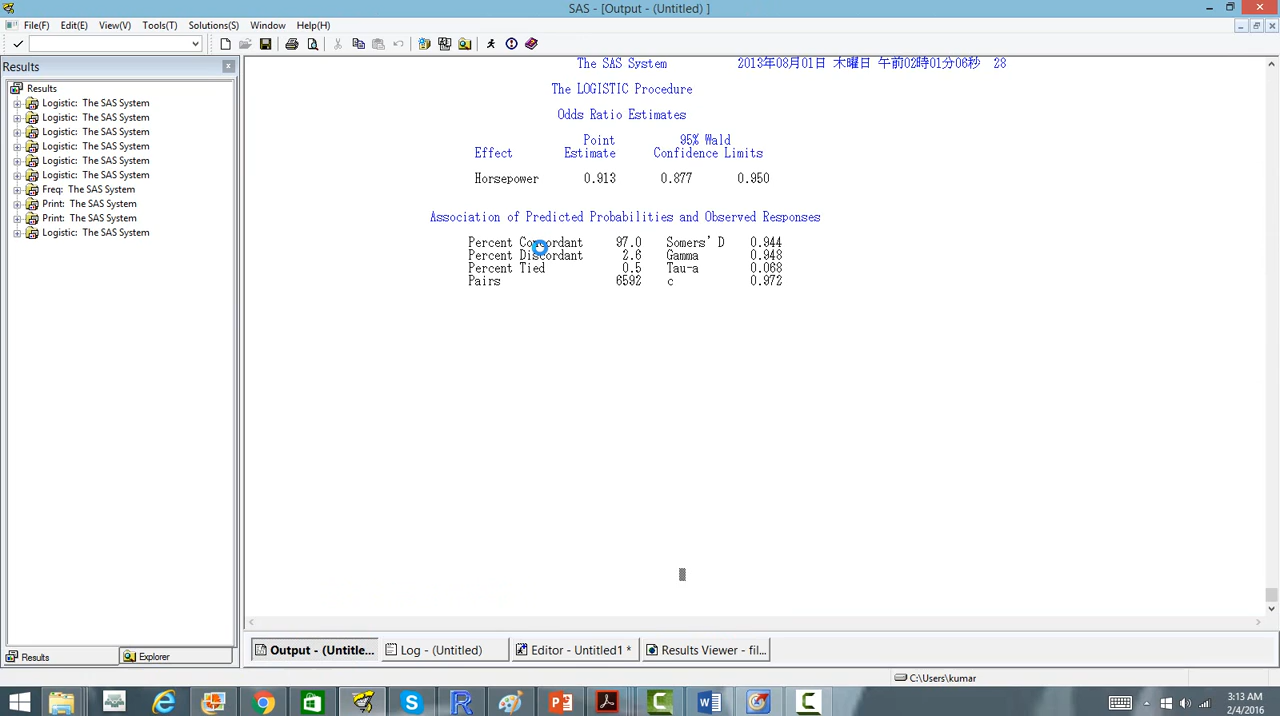 SAS - [Output - (Untitled) ]
File(F) Edit(E) View(V) Tools(T) Solutions(S) Window Help(H)
Results
Results
Logistic: The SAS System
Logistic: The SAS System
Logistic: The SAS System
Logistic: The SAS System
Logistic: The SAS System
Logistic: The SAS System
Freq: The SAS System
Print: The SAS System
Print: The SAS System
Logistic: The SAS System
Results Explorer
The SAS System 2013年08月01日 木曜日 午前02時01分06秒 28
The LOGISTIC Procedure
Odds Ratio Estimates
Point 95% Wald
Effect Estimate Confidence Limits
Horsepower 0.913 0.877 0.950
Association of Predicted Probabilities and Observed Responses
Percent Concordant 97.0 Somers' D 0.944
Percent Discordant 2.6 Gamma 0.948
Percent Tied 0.5 Tau-a 0.068
Pairs 6592 c 0.972
Output - (Untitle... Log - (Untitled) Editor - Untitled1 * Results Viewer - fil...
C:\Users\kumar
3:13 AM
2/4/2016